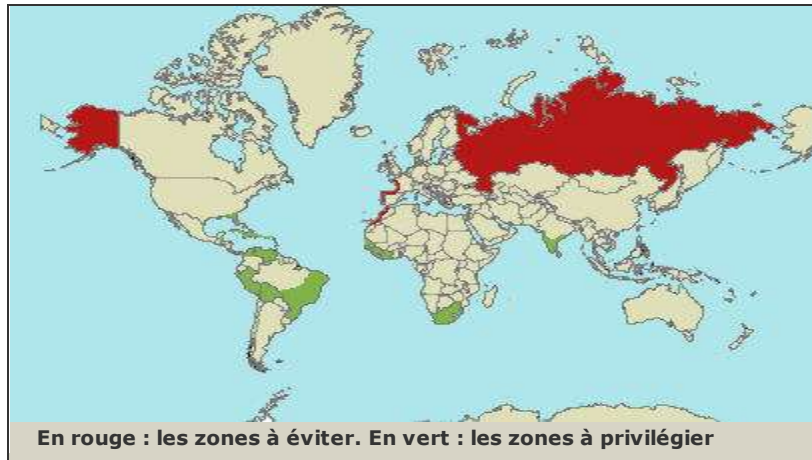 En rouge : les zones à éviter. En vert : les zones à privilégier